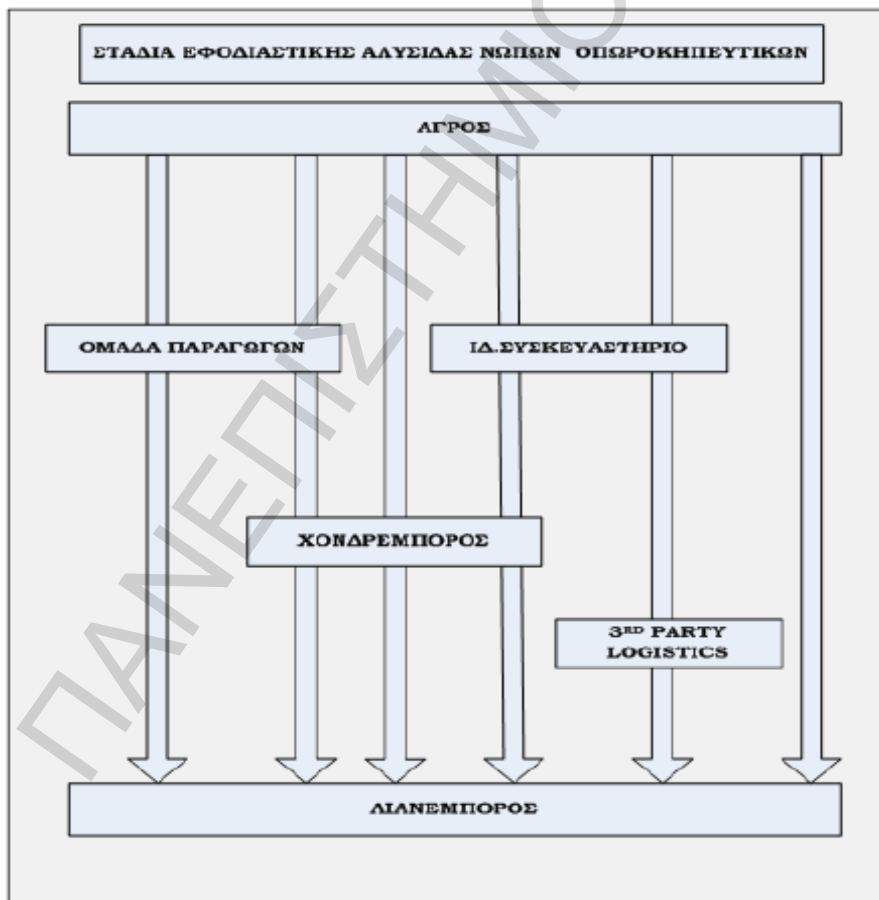 ΣΤΑΔΙΑ ΕΦΟΔΙΑΣΤΙΚΗΣ ΑΛΥΣΙΔΑΣ ΝΩΠΩΝ ΟΠΩΡΟΚΗΠΕΥΤΙΚΩΝ
ΑΓΡΟΣ
ΟΜΑΔΑ ΠΑΡΑΓΩΓΩΝ
ΙΔ.ΣΥΣΚΕΥΑΣΤΗΡΙΟ
ΧΟΝΔΡΕΜΠΟΡΟΣ
3RD PARTY
LOGISTICS
ΛΙΑΝΕΜΠΟΡΟΣ
ΠΑΝΕΠΙΣΤΗΜΙΟ